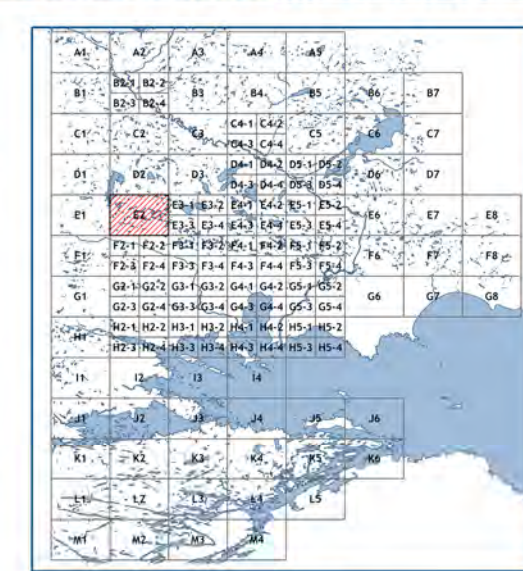 A1 A2 A3 A4 A5
B1 B2-1 B2-2 B3 B4 B5 B6 B7
B2-3 B2-4
C1 C2 C3 C4-1 C4-2 C5 C6 C7
C4-3 C4-4
D1 D2 D3 D4-1 D4-2 D5-1 D5-2 D6 D7
D4-3 D4-4 D5-3 D5-4
E1 E2 E3-1 E3-2 E4-1 E4-2 E5-1 E5-2 E6 E7 E8
E3-3 E3-4 E4-3 E4-4 E5-3 E5-4
F1 F2-1 F2-2 F3-1 F3-2 F4-1 F4-2 F5-1 F5-2 F6 F7 F8
F2-3 F2-4 F3-3 F3-4 F4-3 F4-4 F5-3 F5-4
G1 G2-1 G2-2 G3-1 G3-2 G4-1 G4-2 G5-1 G5-2 G6 G7 G8
G2-3 G2-4 G3-3 G3-4 G4-3 G4-4 G5-3 G5-4
H1 H2-1 H2-2 H3-1 H3-2 H4-1 H4-2 H5-1 H5-2
H2-3 H2-4 H3-3 H3-4 H4-3 H4-4 H5-3 H5-4
I1 I2 I3 I4
J1 J2 J3 J4 J5 J6
K1 K2 K3 K4 K5 K6
L1 L2 L3 L4 L5
M1 M2 M3 M4